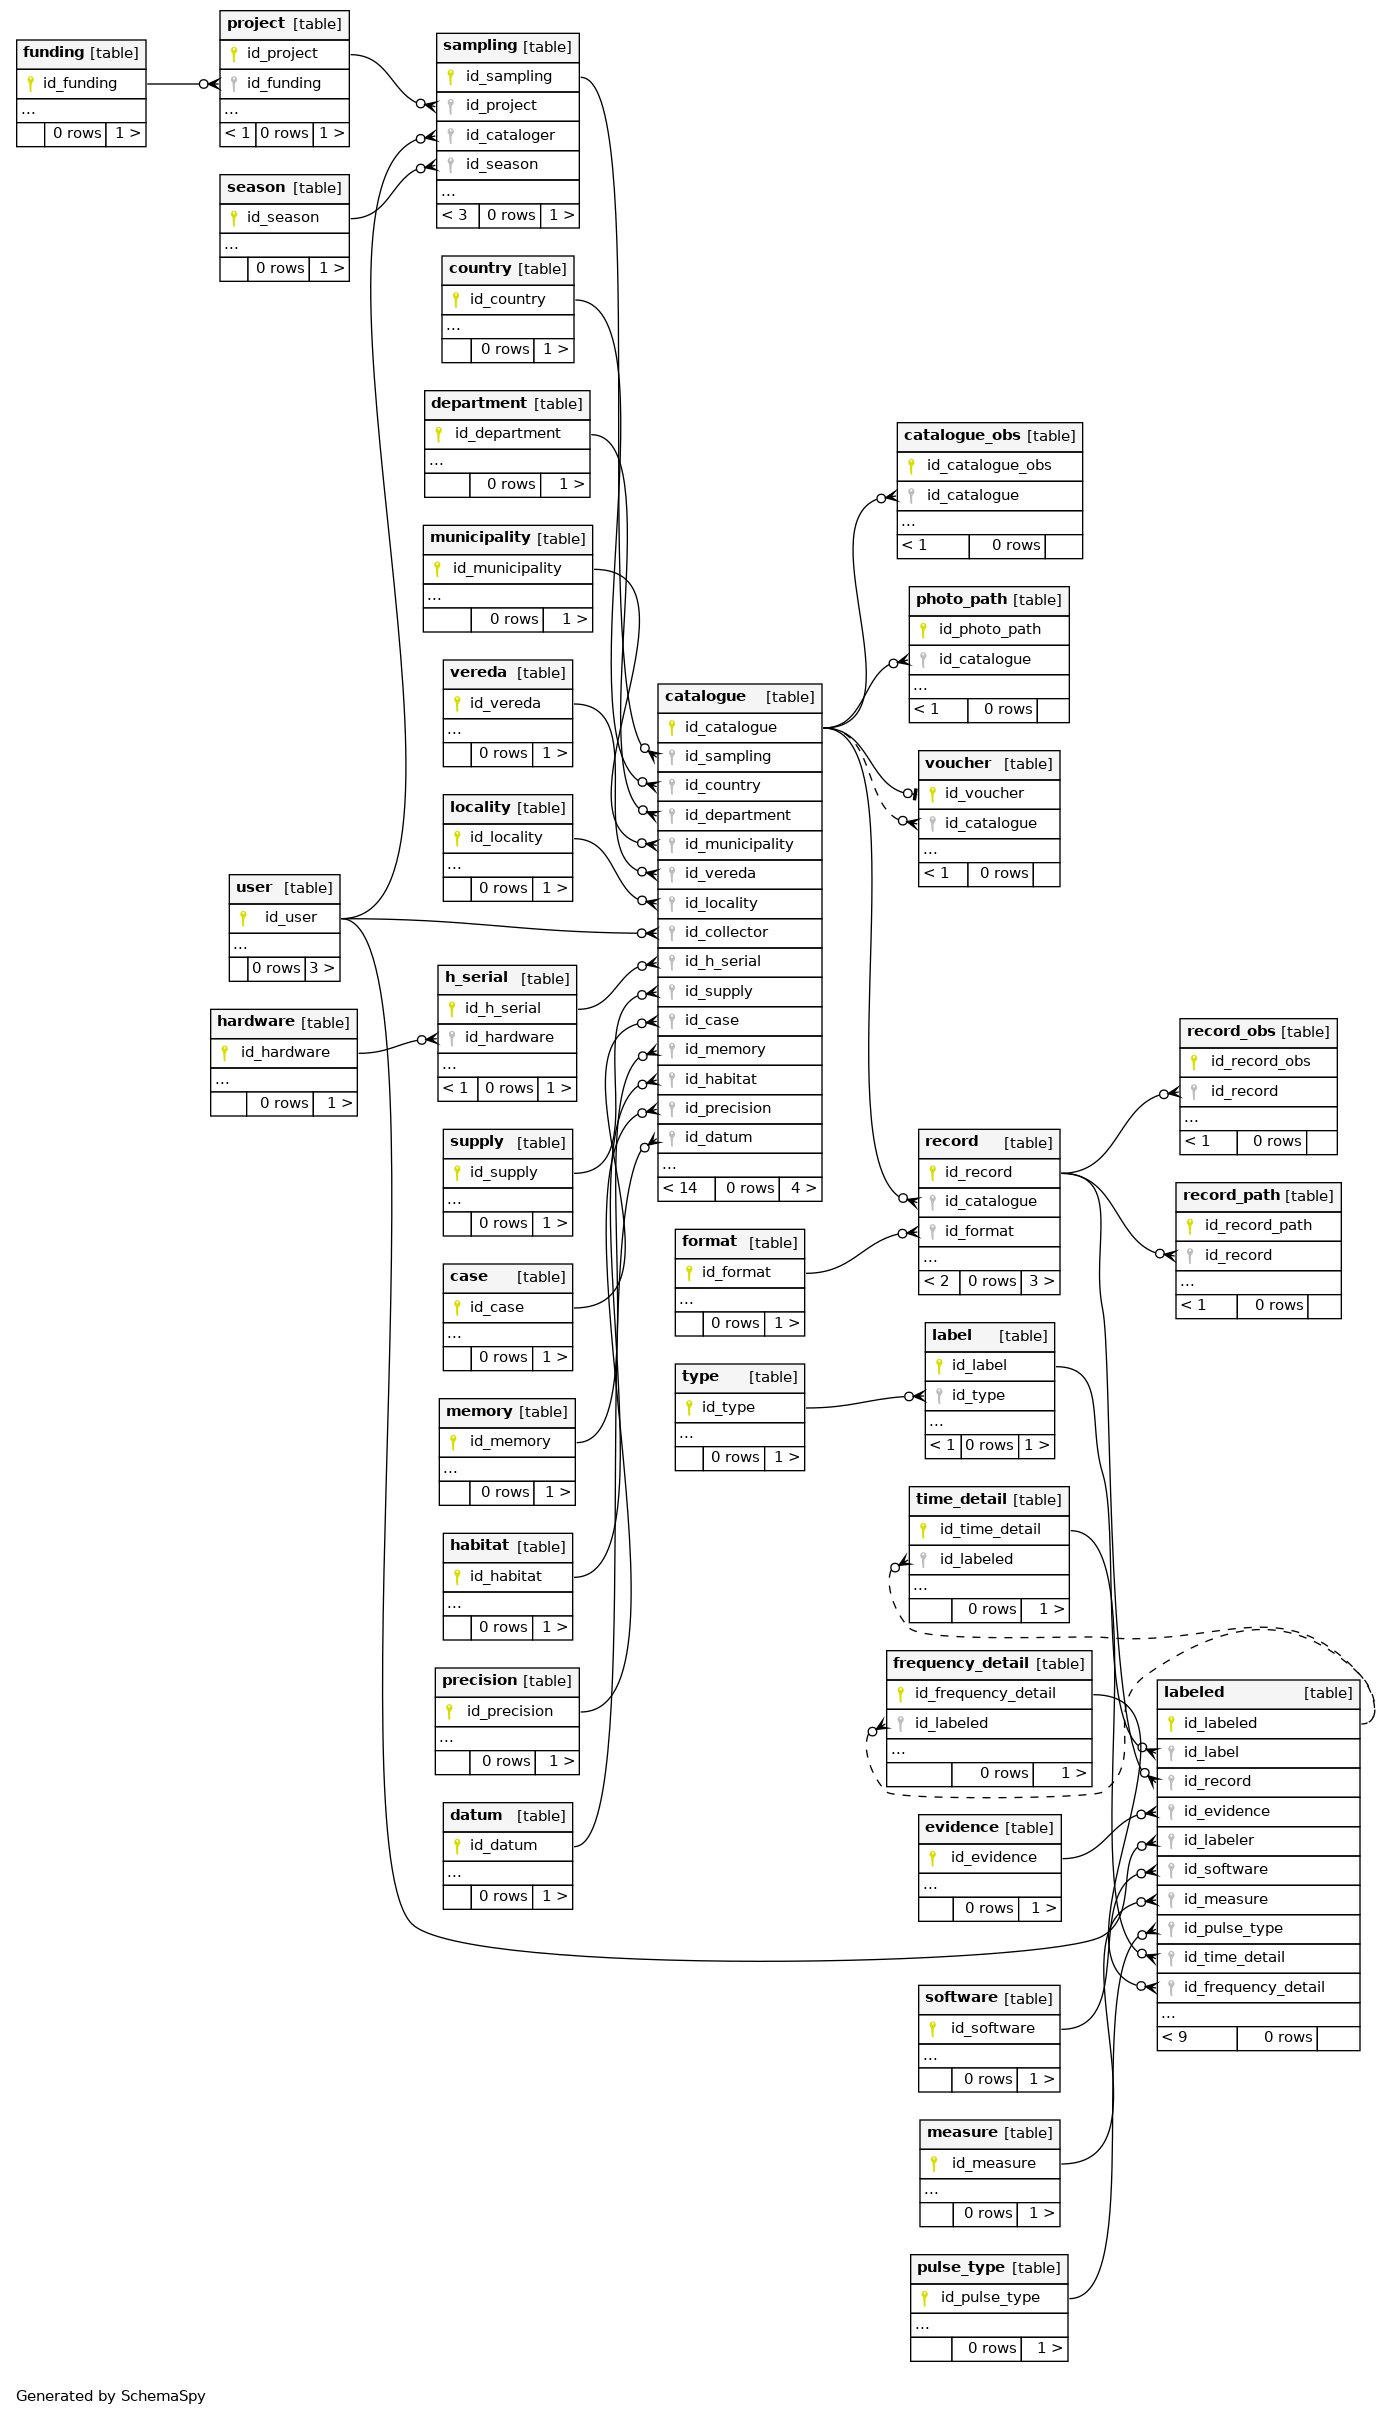 funding [table]
id_funding
...
0 rows 1 >
project [table]
id_project
id_funding
...
< 1 0 rows 1 >
season [table]
id_season
...
0 rows 1 >
sampling [table]
id_sampling
id_project
id_cataloger
id_season
...
< 3 0 rows 1 >
country [table]
id_country
...
0 rows 1 >
department [table]
id_department
...
0 rows 1 >
municipality [table]
id_municipality
...
0 rows 1 >
vereda [table]
id_vereda
...
0 rows 1 >
locality [table]
id_locality
...
0 rows 1 >
user [table]
id_user
...
0 rows 3 >
hardware [table]
id_hardware
...
0 rows 1 >
h_serial [table]
id_h_serial
id_hardware
...
< 1 0 rows 1 >
supply [table]
id_supply
...
0 rows 1 >
case [table]
id_case
...
0 rows 1 >
memory [table]
id_memory
...
0 rows 1 >
habitat [table]
id_habitat
...
0 rows 1 >
precision [table]
id_precision
...
0 rows 1 >
datum [table]
id_datum
...
0 rows 1 >
catalogue [table]
id_catalogue
id_sampling
id_country
id_department
id_municipality
id_vereda
id_locality
id_collector
id_h_serial
id_supply
id_case
id_memory
id_habitat
id_precision
id_datum
...
< 14 0 rows 4 >
format [table]
id_format
...
0 rows 1 >
type [table]
id_type
...
0 rows 1 >
catalogue_obs [table]
id_catalogue_obs
id_catalogue
...
< 1 0 rows
photo_path [table]
id_photo_path
id_catalogue
...
< 1 0 rows
voucher [table]
id_voucher
id_catalogue
...
< 1 0 rows
record [table]
id_record
id_catalogue
id_format
...
< 2 0 rows 3 >
label [table]
id_label
id_type
...
< 1 0 rows 1 >
time_detail [table]
id_time_detail
id_labeled
...
0 rows 1 >
frequency_detail [table]
id_frequency_detail
id_labeled
...
0 rows 1 >
evidence [table]
id_evidence
...
0 rows 1 >
software [table]
id_software
...
0 rows 1 >
measure [table]
id_measure
...
0 rows 1 >
pulse_type [table]
id_pulse_type
...
0 rows 1 >
record_obs [table]
id_record_obs
id_record
...
< 1 0 rows
record_path [table]
id_record_path
id_record
...
< 1 0 rows
labeled [table]
id_labeled
id_label
id_record
id_evidence
id_labeler
id_software
id_measure
id_pulse_type
id_time_detail
id_frequency_detail
...
< 9 0 rows
Generated by SchemaSpy